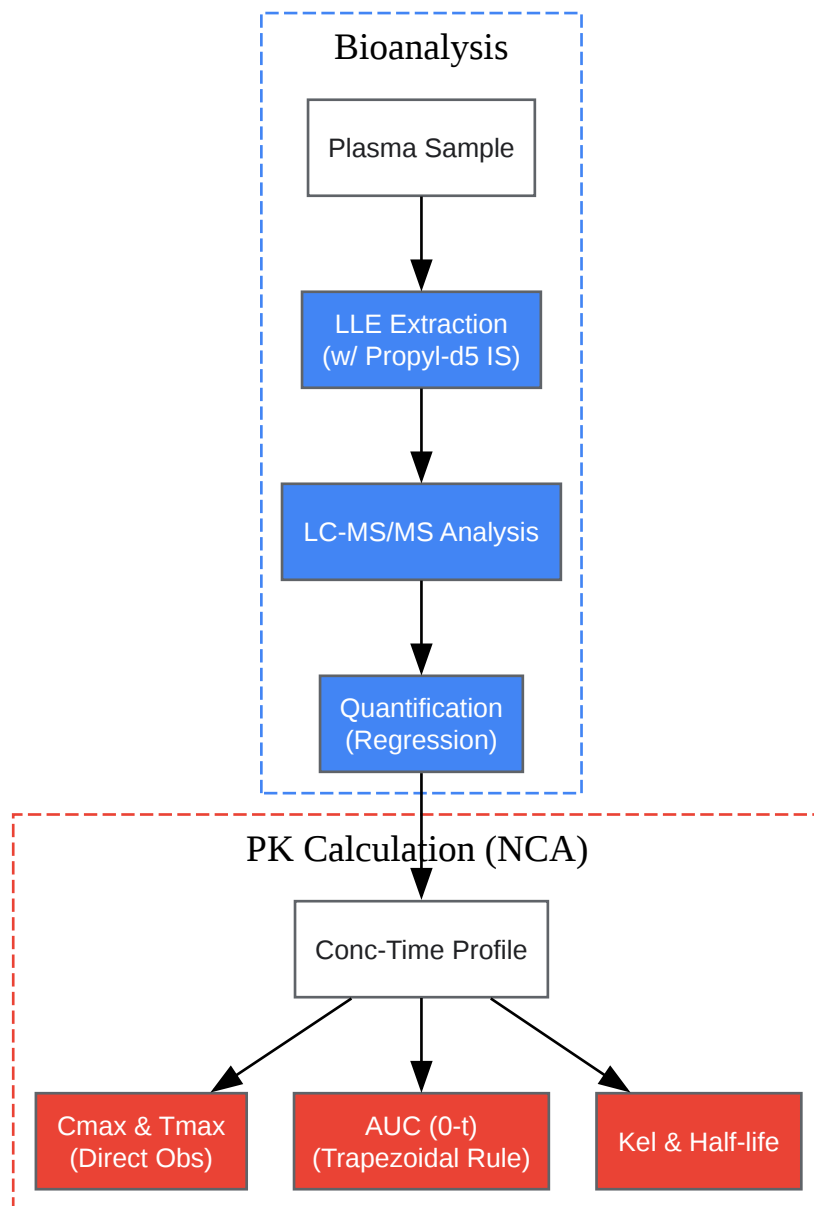 Bioanalysis
Plasma Sample
LLE Extraction
(w/ Propyl-d5 IS)
LC-MS/MS Analysis
Quantification
(Regression)
PK Calculation (NCA)
Conc-Time Profile
Cmax & Tmax
(Direct Obs)
AUC (0-t)
(Trapezoidal Rule)
Kel & Half-life